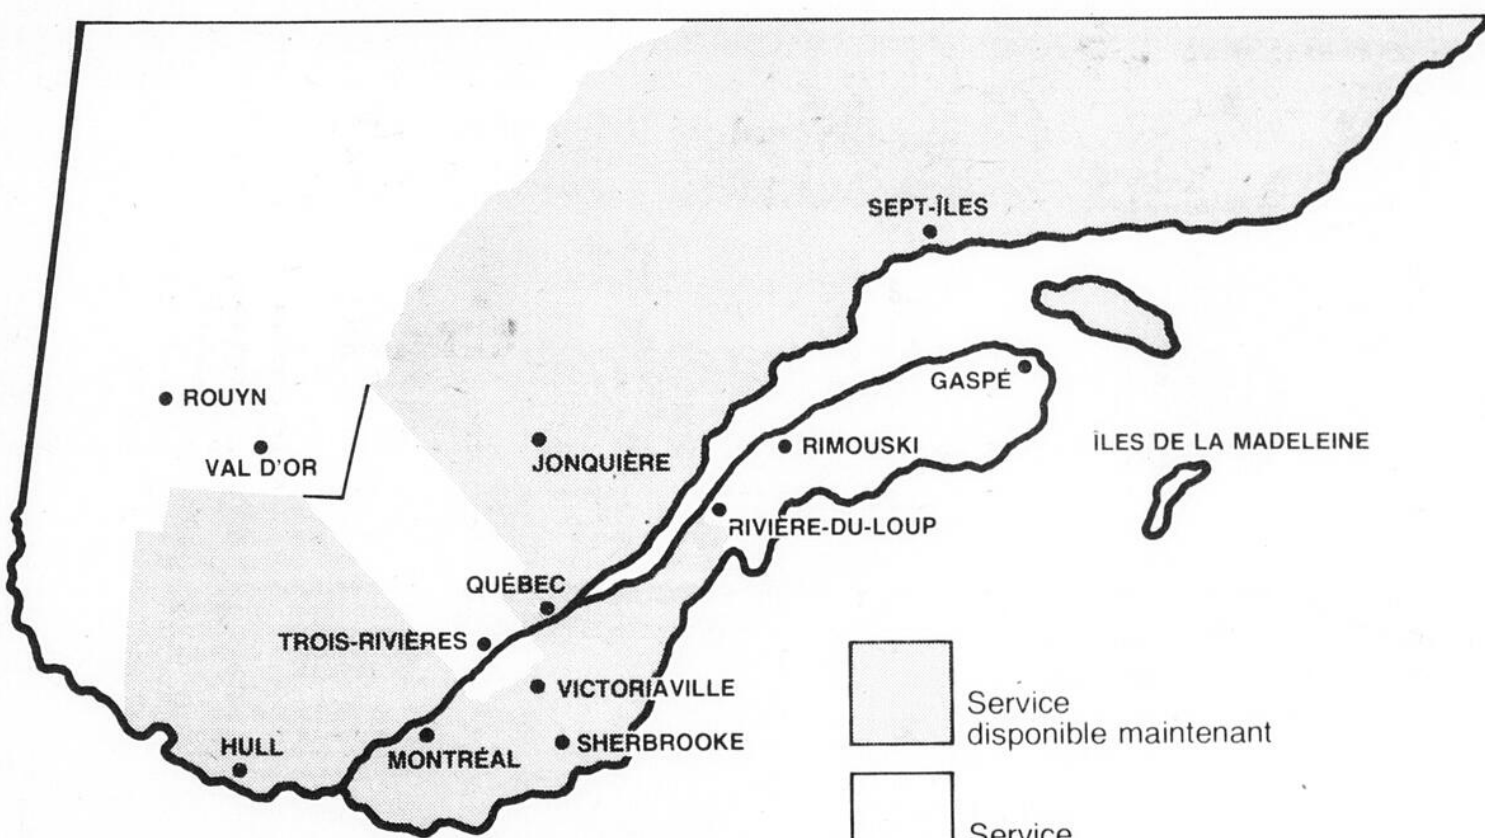 SEPT-ÎLES
GASPÉ
ROUYN
ÎLES DE LA MADELEINE
RIMOUSKI
VAL D'OR
JONQUIÈRE
RIVIÈRE-DU-LOUP
QUÉBEC
TROIS-RIVIÈRES
VICTORIAVILLE
Service
disponible maintenant
SHERBROOKE
HULL
MONTRÉAL
Service